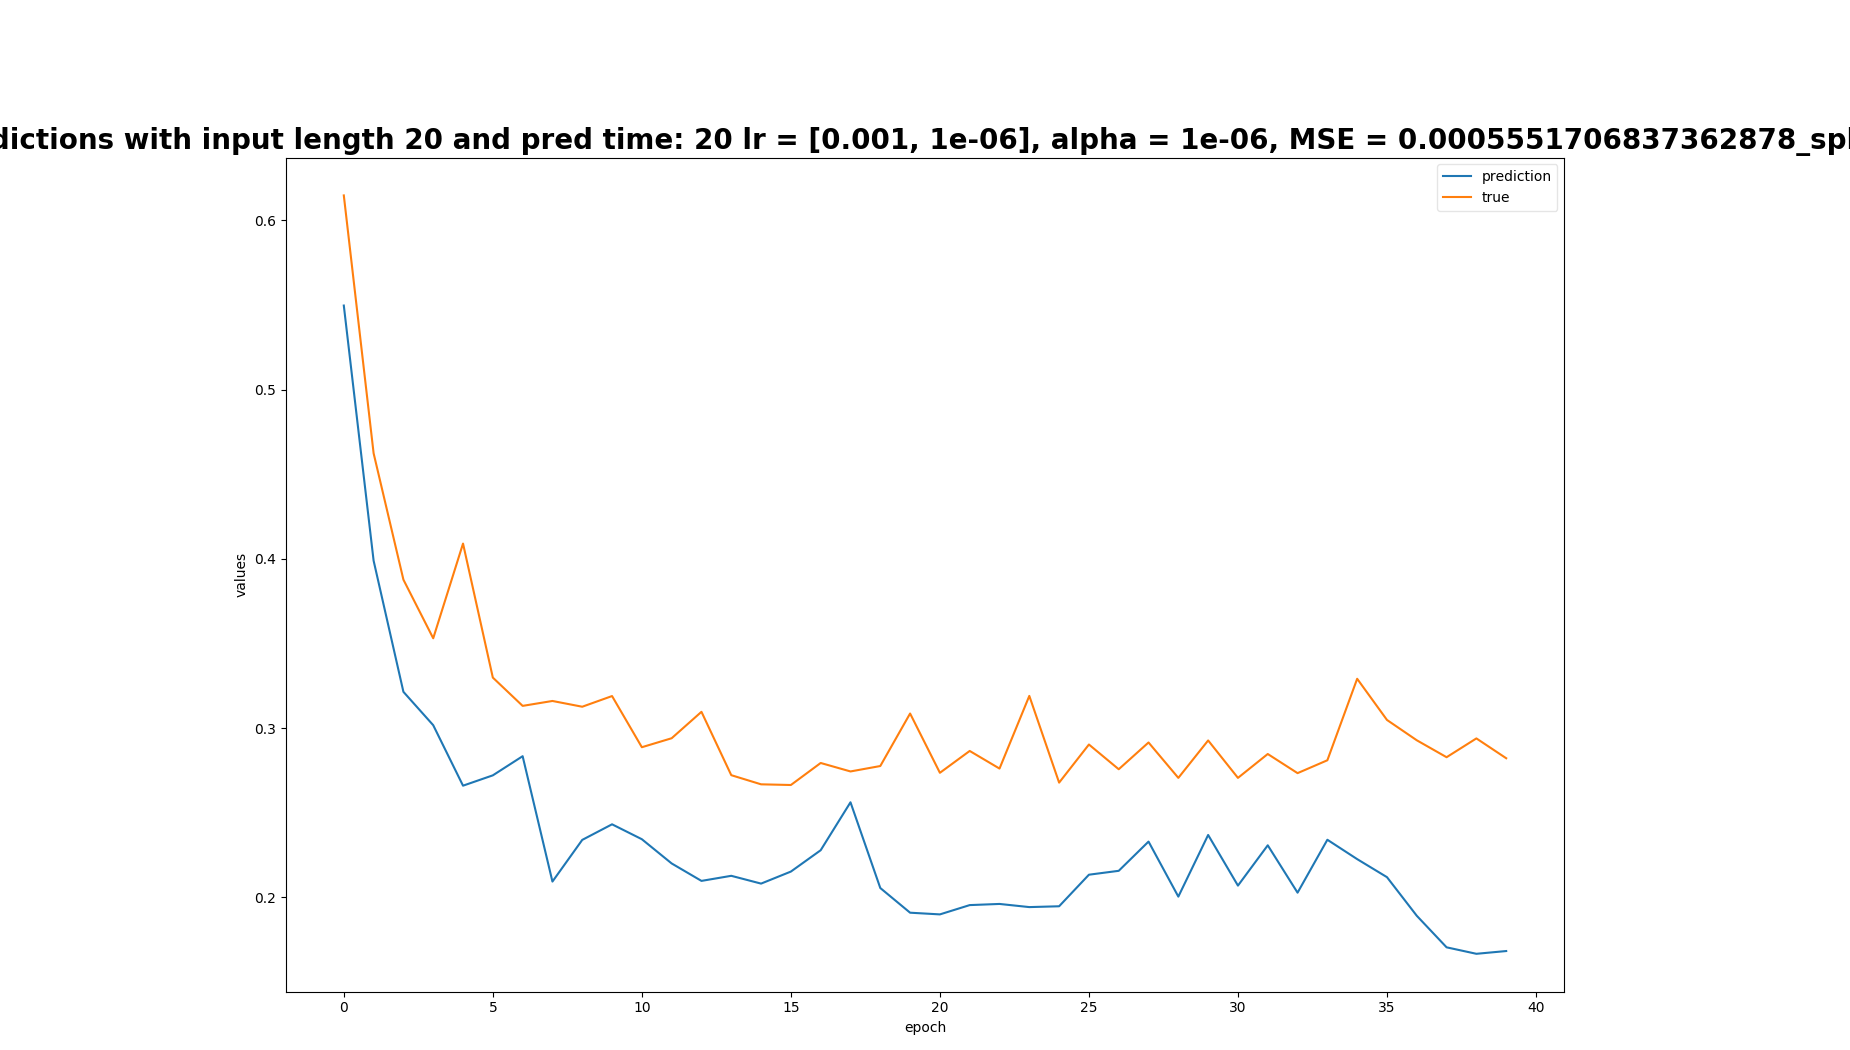 dictions with input length 20 and pred time: 20 lr = [0.001, 1e-06], alpha = 1e-06, MSE = 0.0005551706837362878_spl
prediction
true
0.6
0.5
0.4
0.3
0.2
values
0 5 10 15 20 25 30 35 40
epoch